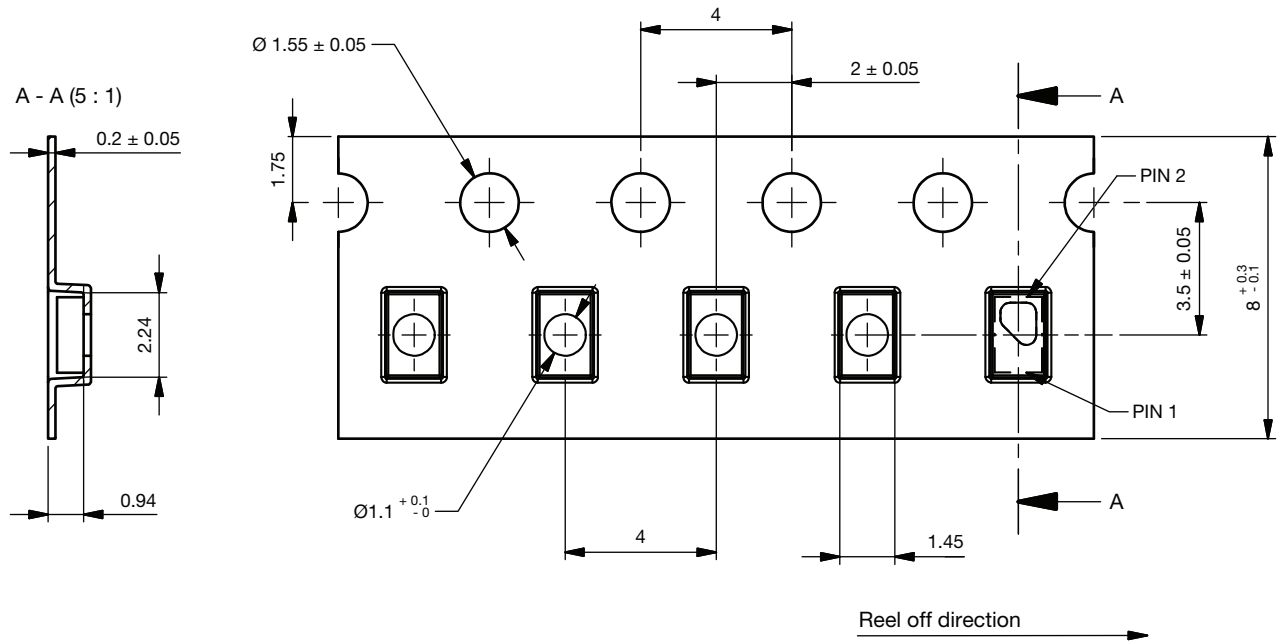 4
Ø 1.55 ± 0.05
2 ± 0.05
A - A (5 : 1)
A
0.2 ± 0.05
1.75
PIN 2
3.5 ± 0.05
8 +0.3 -0.1
2.24
PIN 1
0.94
Ø1.1 +0.1 -0
A
4
1.45
Reel off direction